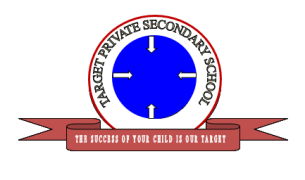 TARGET PRIVATE SECONDARY SCHOOL
THE SUCCESS OF YOUR CHILD IS OUR TARGET